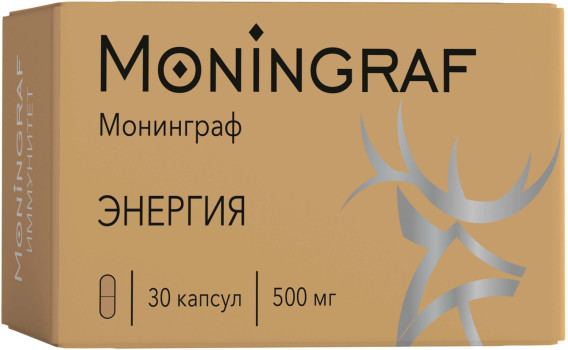 MONINGRAF
Монинграф
ЭНЕРГИЯ
30 капсул
500 мг
MONINGRAF
ИММУНИТЕТ